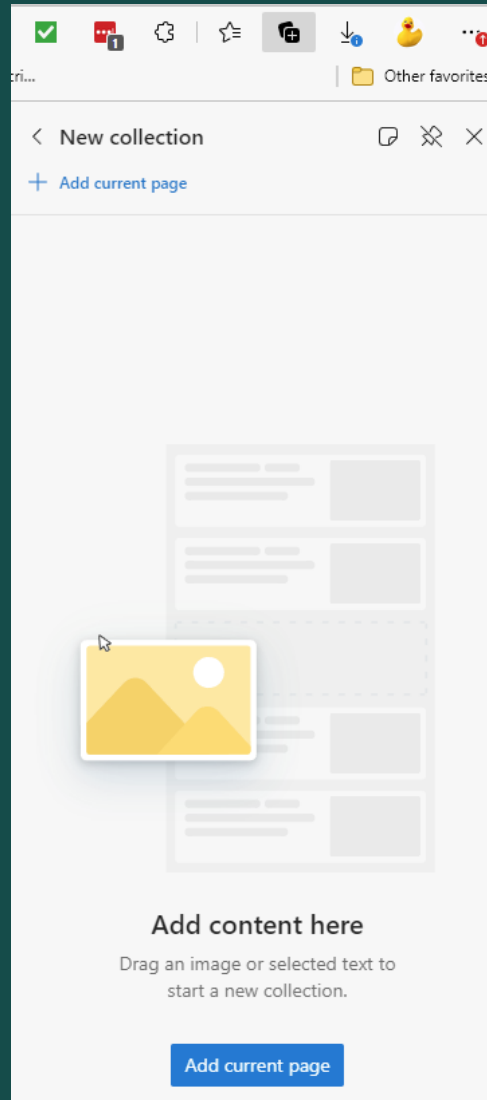 1
tri...
Other favorites
New collection
Add current page
Add content here
Drag an image or selected text to
start a new collection.
Add current page